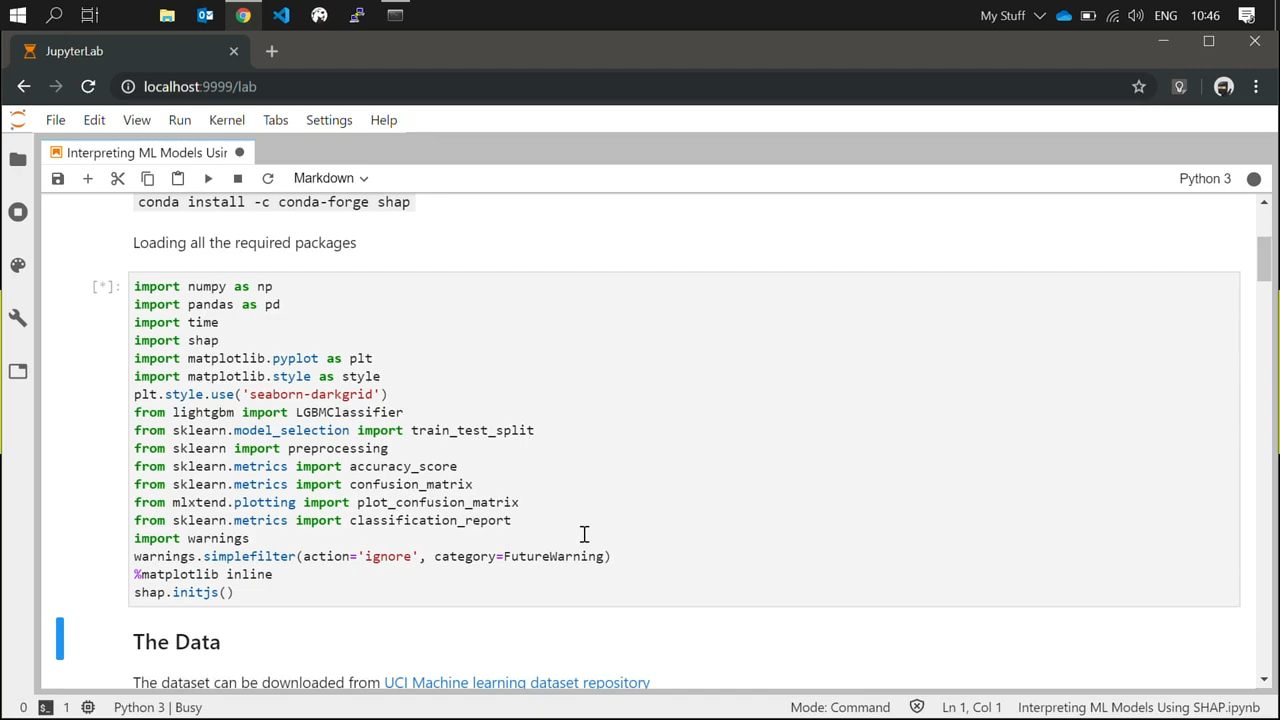 My Stuff ENG 10:46
JupyterLab
localhost:9999/lab
File Edit View Run Kernel Tabs Settings Help
Interpreting ML Models Usin
Markdown Python 3
conda install -c conda-forge shap
Loading all the required packages
[*]:
import numpy as np
import pandas as pd
import time
import shap
import matplotlib.pyplot as plt
import matplotlib.style as style
plt.style.use('seaborn-darkgrid')
from lightgbm import LGBMClassifier
from sklearn.model_selection import train_test_split
from sklearn import preprocessing
from sklearn.metrics import accuracy_score
from sklearn.metrics import confusion_matrix
from mlxtend.plotting import plot_confusion_matrix
from sklearn.metrics import classification_report
import warnings
warnings.simplefilter(action='ignore', category=FutureWarning)
%matplotlib inline
shap.initjs()
The Data
The dataset can be downloaded from UCI Machine learning dataset repository
0 1 Python 3 | Busy Mode: Command Ln 1, Col 1 Interpreting ML Models Using SHAP.ipynb